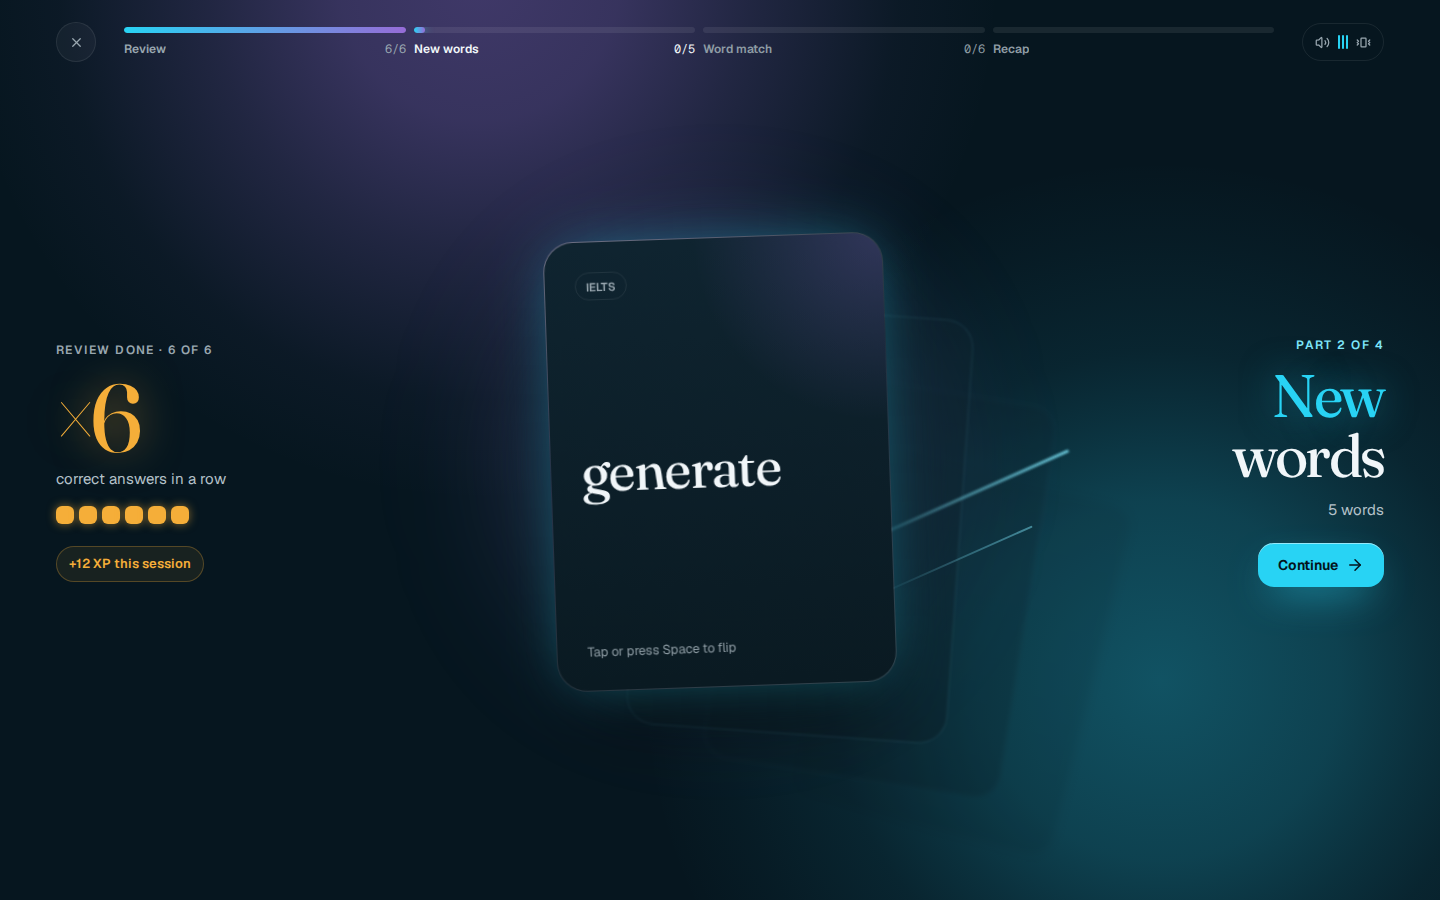 Review 6/6 New words 0/5 Word match 0/6 Recap
REVIEW DONE · 6 OF 6
×6
correct answers in a row
+12 XP this session
IELTS
generate
Tap or press Space to flip
PART 2 OF 4
New
words
5 words
Continue